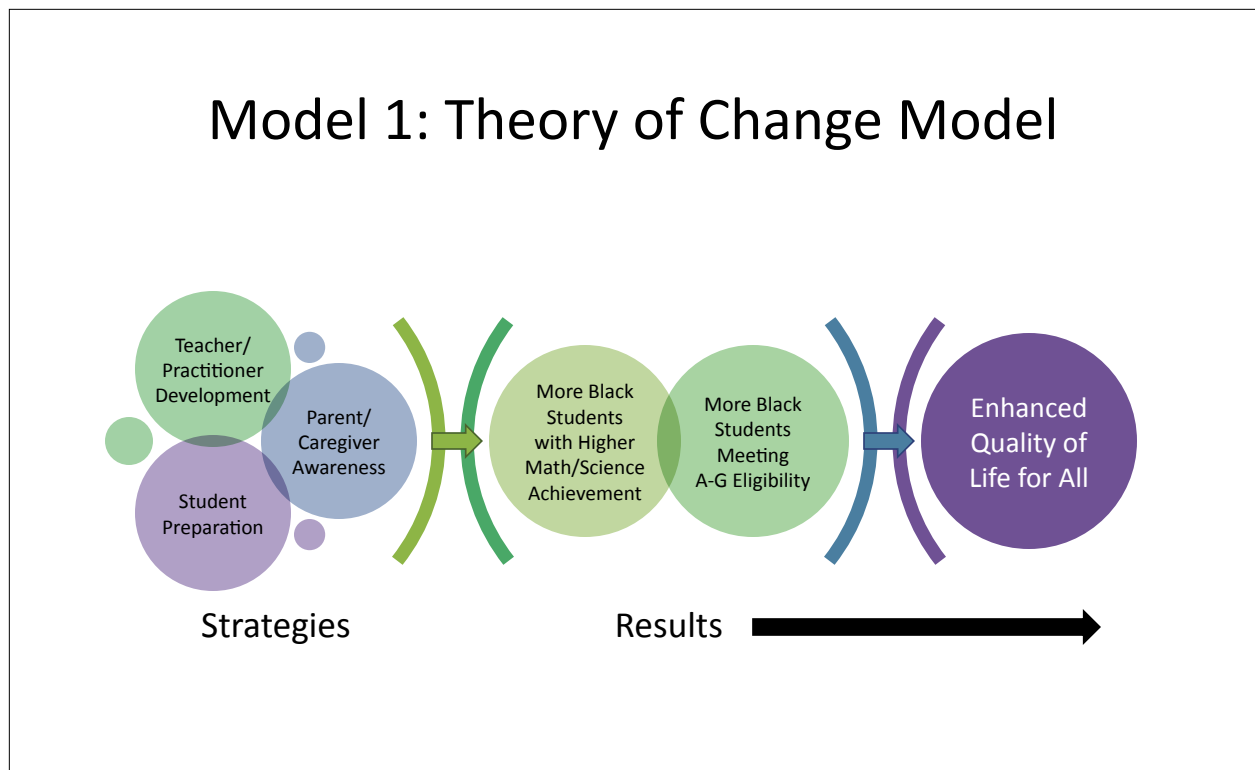 Model 1: Theory of Change Model
Teacher/
Practitioner
Development
Parent/
Caregiver
Awareness
Student
Preparation
More Black
Students
with Higher
Math/Science
Achievement
More Black
Students
Meeting
A-G Eligibility
Enhanced
Quality of
Life for All
Strategies
Results